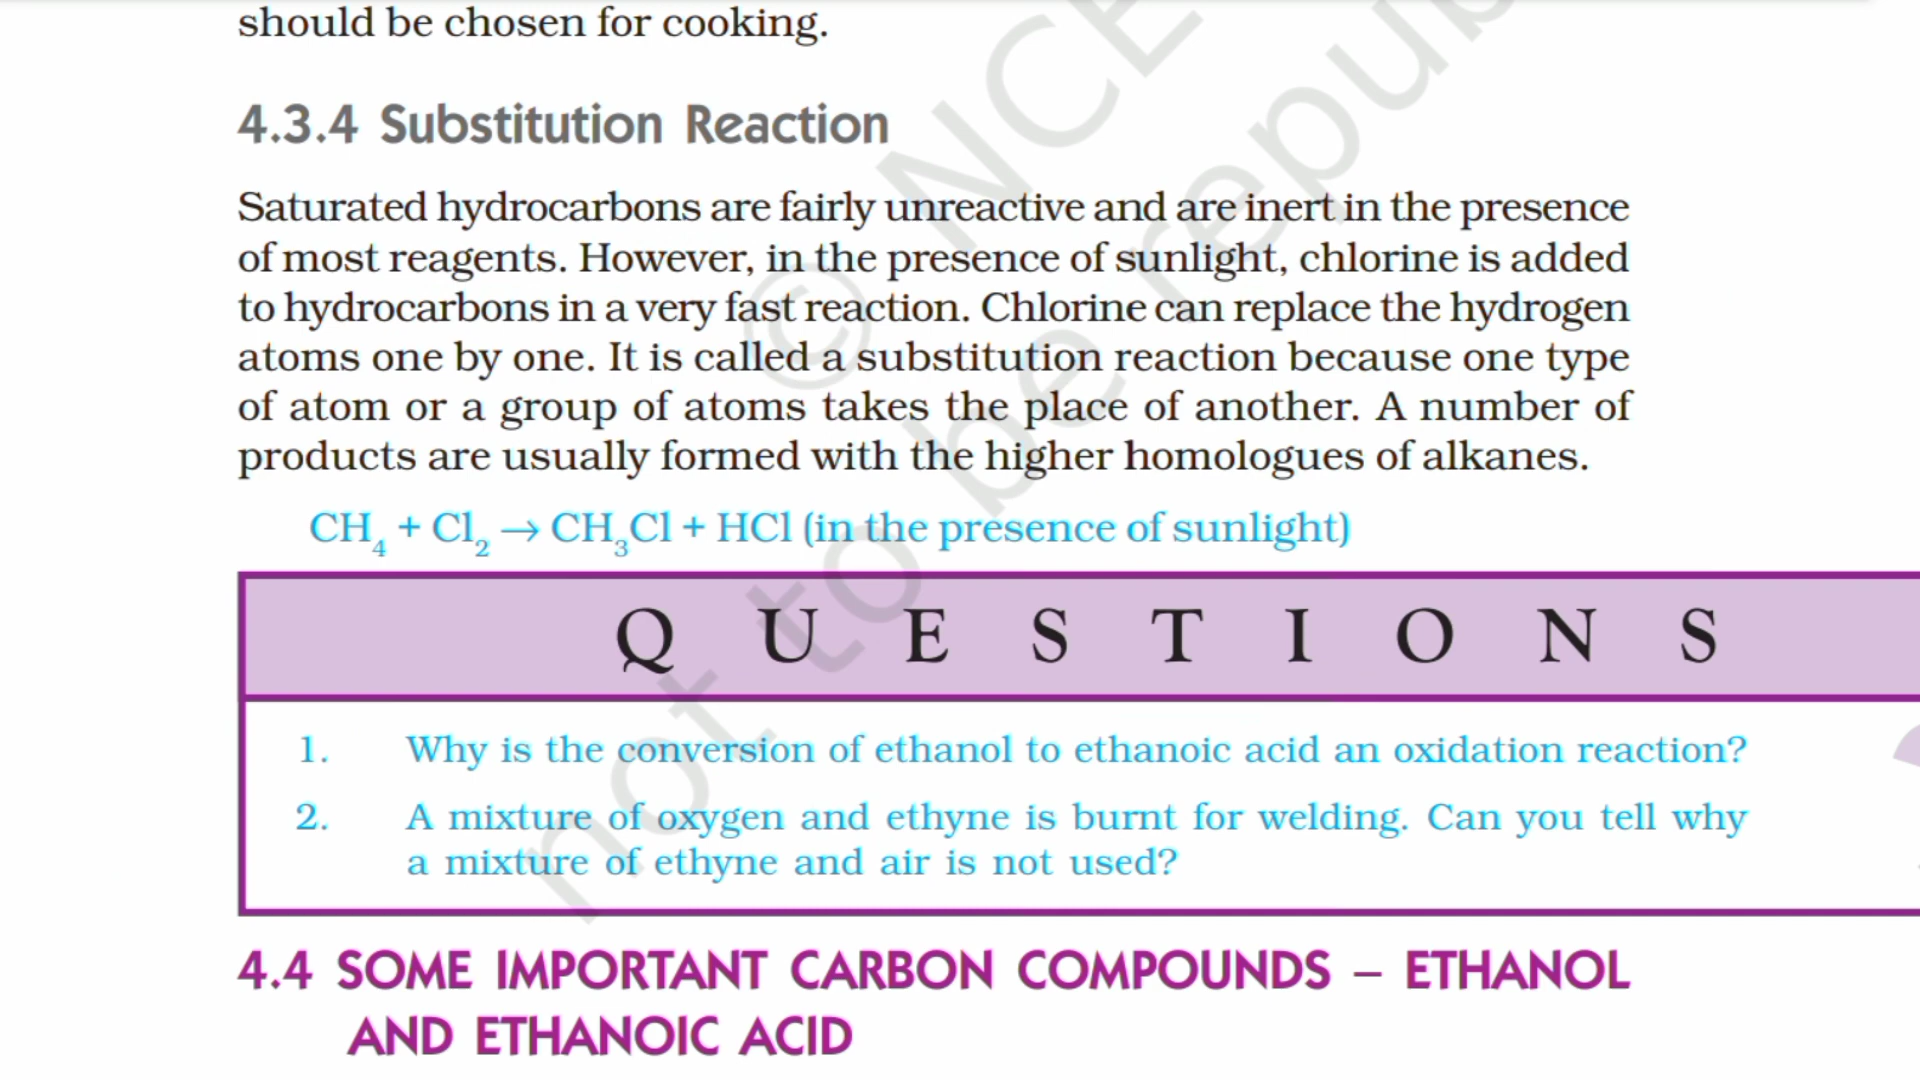 should be chosen for cooking.
4.3.4 Substitution Reaction
Saturated hydrocarbons are fairly unreactive and are inert in the presence
of most reagents. However, in the presence of sunlight, chlorine is added
to hydrocarbons in a very fast reaction. Chlorine can replace the hydrogen
atoms one by one. It is called a substitution reaction because one type
of atom or a group of atoms takes the place of another. A number of
products are usually formed with the higher homologues of alkanes.
CH₄ + Cl₂ → CH₃Cl + HCl (in the presence of sunlight)
Q U E S T I O N S
1. Why is the conversion of ethanol to ethanoic acid an oxidation reaction?
2. A mixture of oxygen and ethyne is burnt for welding. Can you tell why
a mixture of ethyne and air is not used?
4.4 SOME IMPORTANT CARBON COMPOUNDS – ETHANOL
AND ETHANOIC ACID
© NCE
not to be repub